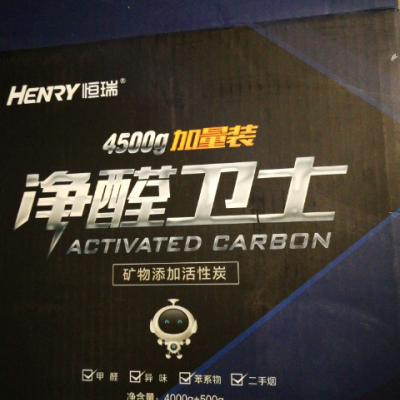 HENRY恒瑞®
4500g加量装
净醛卫士
ACTIVATED CARBON
矿物添加活性炭
☑甲醛 ☑异味 ☑苯系物 ☑二手烟
净含量：4000g+500g